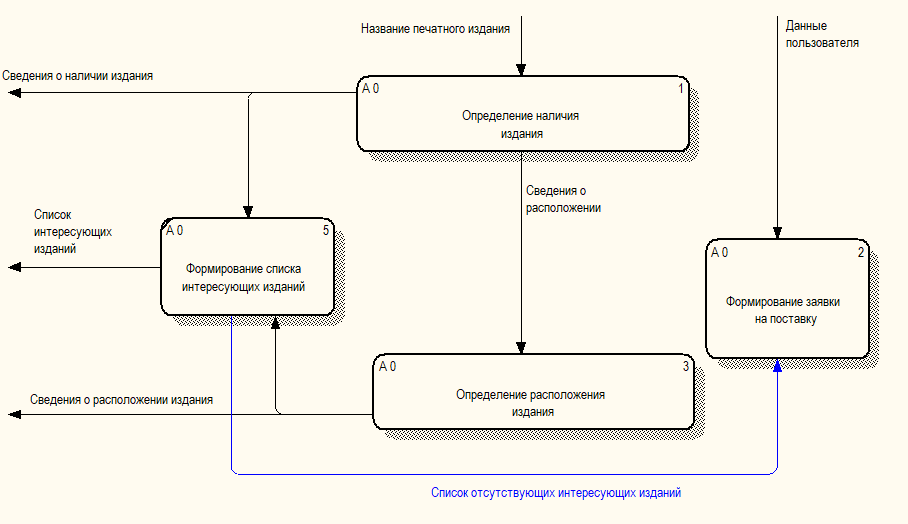 Название печатного издания
Данные
пользователя
Сведения о наличии издания
A 0 1
Определение наличия
издания
Сведения о
расположении
Список
интересующих
изданий
A 0 5
Формирование списка
интересующих изданий
A 0 2
Формирование заявки
на поставку
A 0 3
Определение расположения
издания
Сведения о расположении издания
Список отсутствующих интересующих изданий